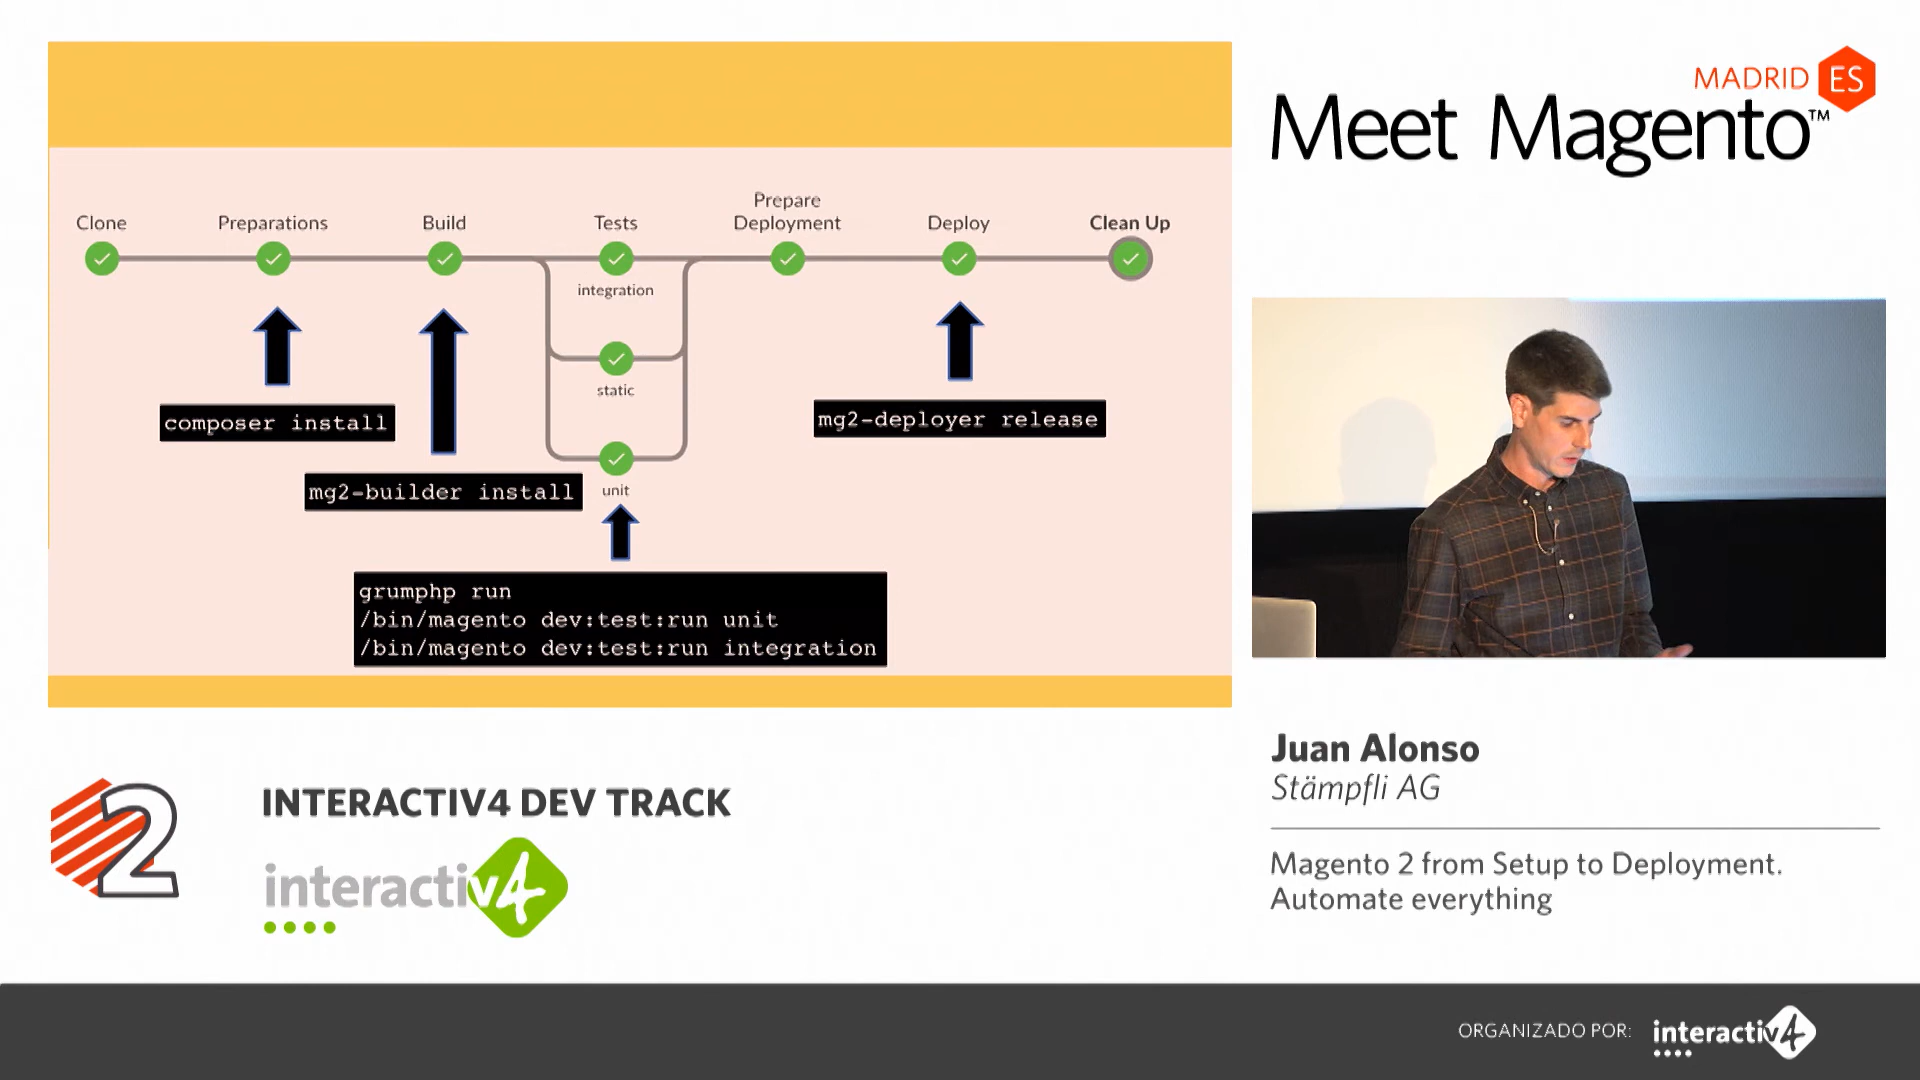 Clone
Preparations
Build
Tests
Prepare
Deployment
Deploy
Clean Up
integration
static
unit
composer install
mg2-builder install
mg2-deployer release
grumphp run
/bin/magento dev:test:run unit
/bin/magento dev:test:run integration
MADRID ES
Meet Magento™
Juan Alonso
Stämpfli AG
Magento 2 from Setup to Deployment.
Automate everything
2
INTERACTIV4 DEV TRACK
interactiv4
ORGANIZADO POR: interactiv4